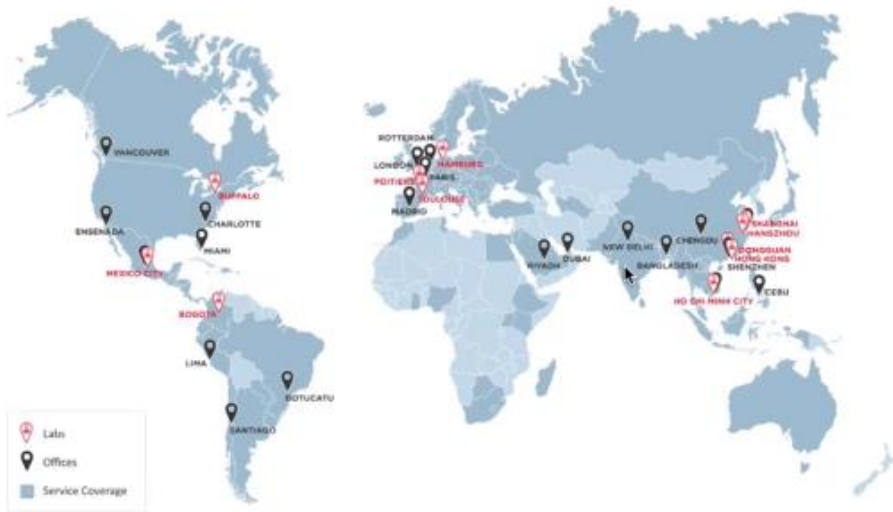 ROTTERDAM
LONDON
HAMBURG
PARIS
POITIERS
TOULOUSE
MADRID
VANCOUVER
BUFFALO
CHARLOTTE
ENSENADA
MIAMI
MEXICO CITY
BOGOTA
LIMA
BOTUCATU
SANTIAGO
RIYADH
DUBAI
NEW DELHI
BANGLADESH
CHENGDU
SHANGHAI
HANGZHOU
DONGGUAN
HONG KONG
SHENZHEN
HO CHI MINH CITY
CEBU
Labs
Offices
Service Coverage